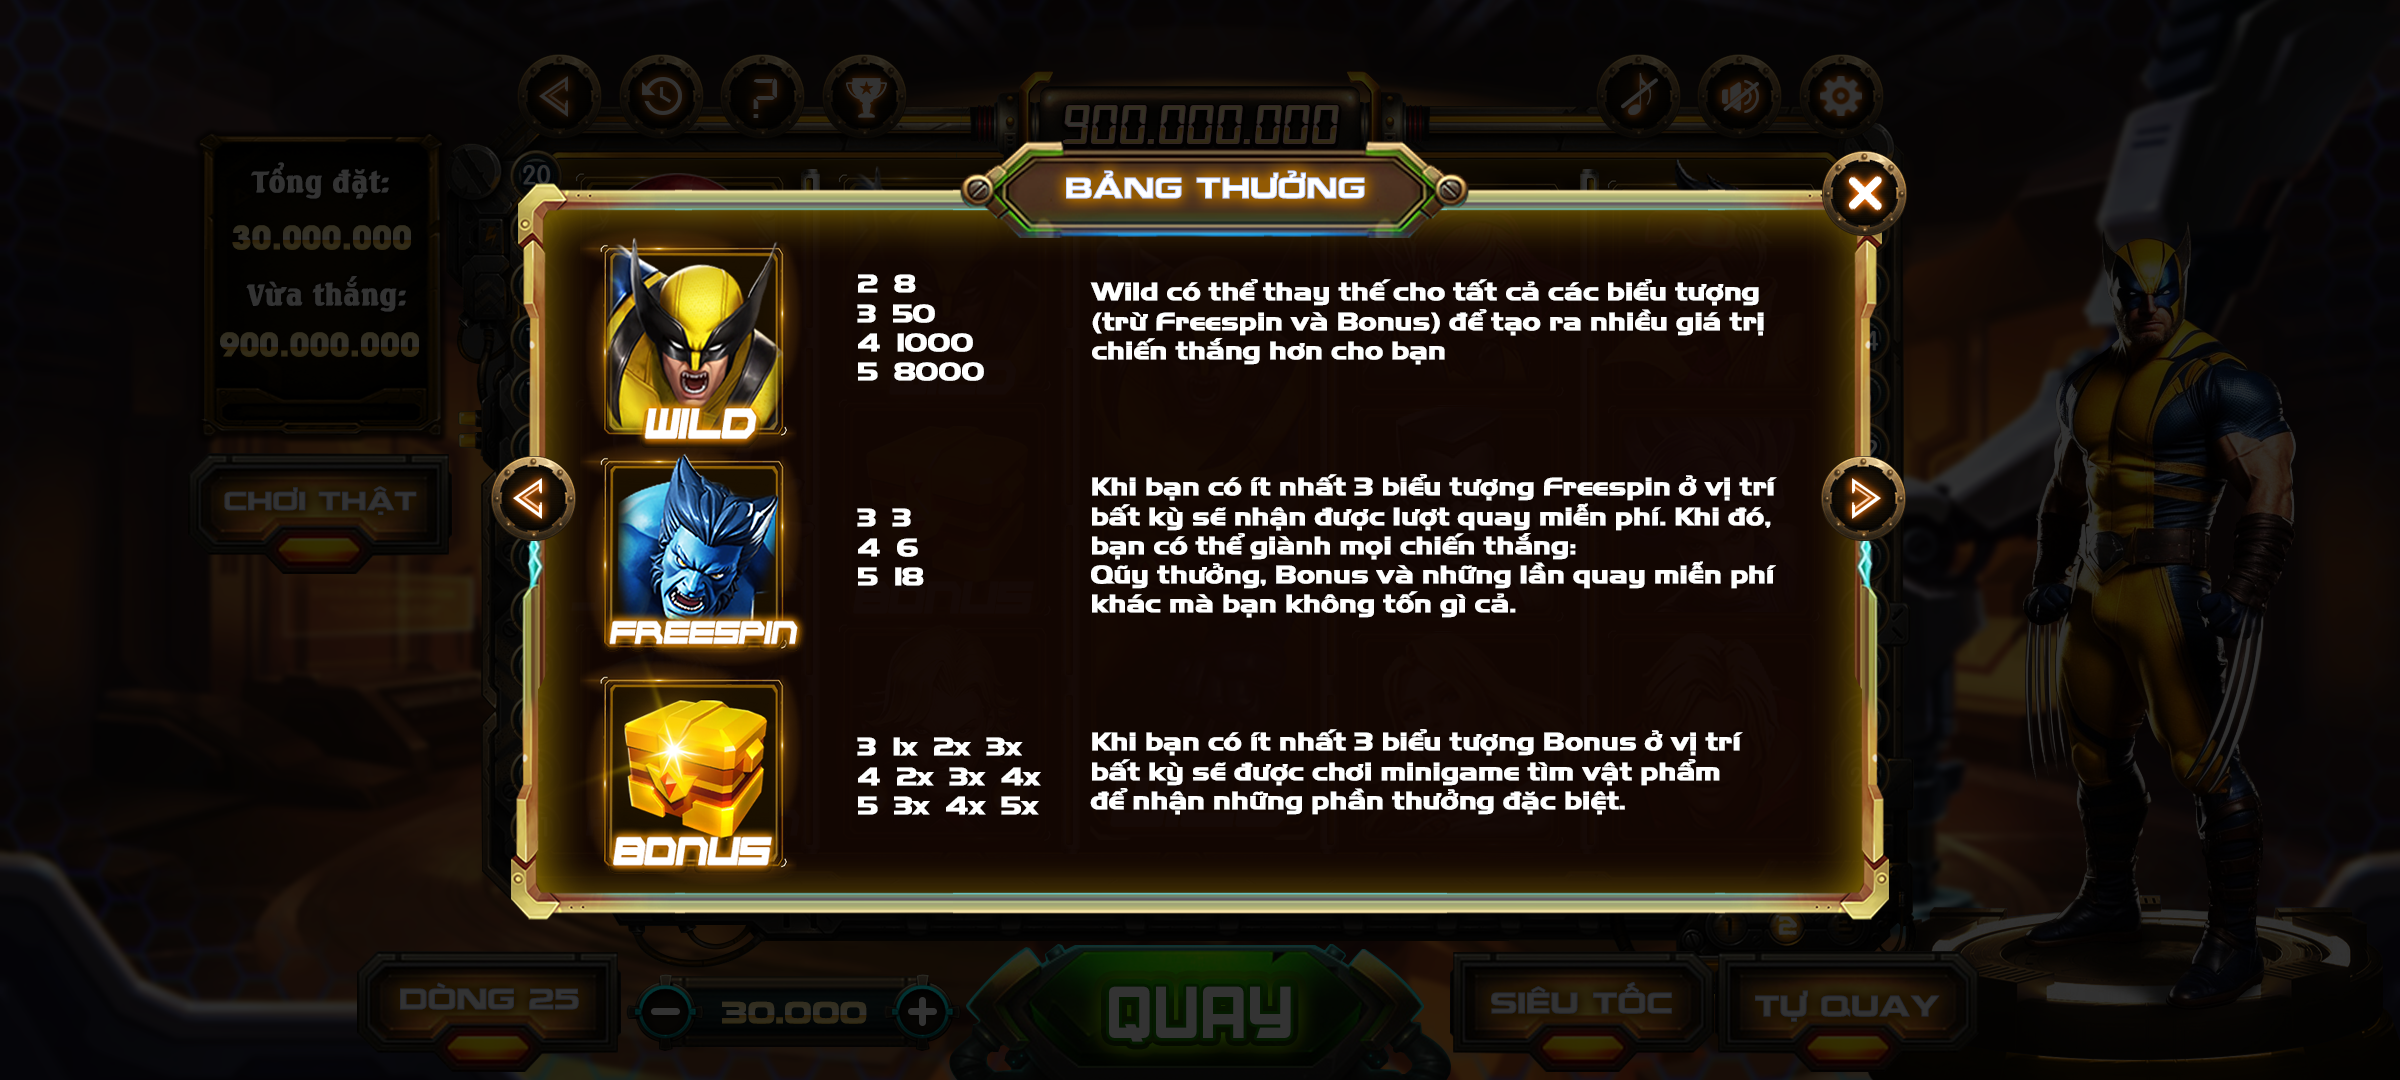 900.000.000
Tổng đặt:
30.000.000
Vừa thắng:
900.000.000
CHƠI THẬT
20
BẢNG THƯỞNG
WILD
2 8
3 50
4 1000
5 8000
Wild có thể thay thế cho tất cả các biểu tượng
(trừ Freespin và Bonus) để tạo ra nhiều giá trị
chiến thắng hơn cho bạn
FREESPIN
3 3
4 6
5 18
Khi bạn có ít nhất 3 biểu tượng Freespin ở vị trí
bất kỳ sẽ nhận được lượt quay miễn phí. Khi đó,
bạn có thể giành mọi chiến thắng:
Qũy thưởng, Bonus và những lần quay miễn phí
khác mà bạn không tốn gì cả.
BONUS
3 1x 2x 3x
4 2x 3x 4x
5 3x 4x 5x
Khi bạn có ít nhất 3 biểu tượng Bonus ở vị trí
bất kỳ sẽ được chơi minigame tìm vật phẩm
để nhận những phần thưởng đặc biệt.
1 2
DÒNG 25
30.000
QUAY
SIÊU TỐC
TỰ QUAY